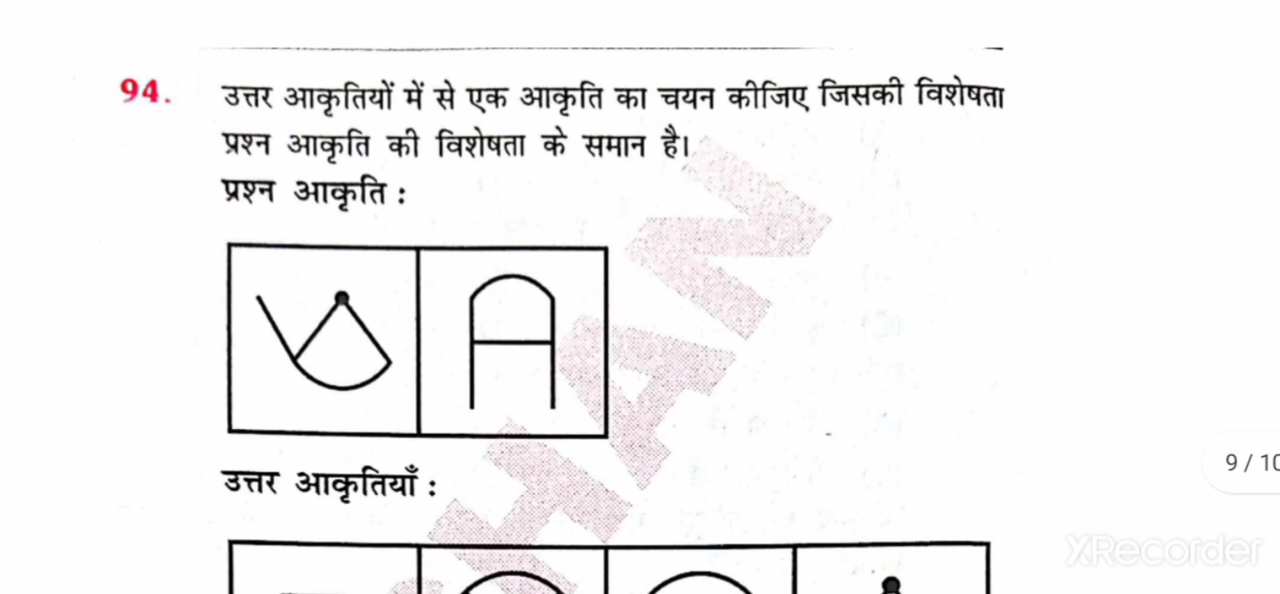 94. उत्तर आकृतियों में से एक आकृति का चयन कीजिए जिसकी विशेषता
प्रश्न आकृति की विशेषता के समान है।
प्रश्न आकृति :
उत्तर आकृतियाँ :
9 / 10
XRecorder